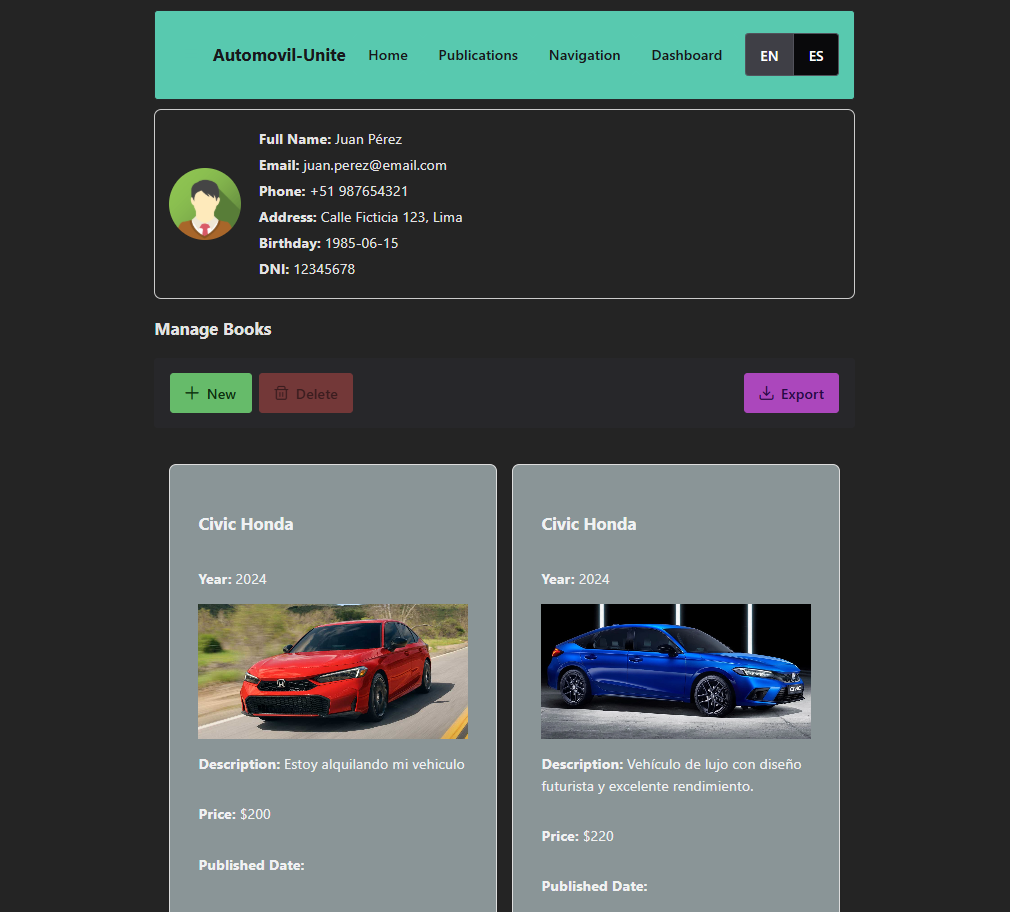 Automovil-Unite Home Publications Navigation Dashboard EN ES
Full Name: Juan Pérez
Email: juan.perez@email.com
Phone: +51 987654321
Address: Calle Ficticia 123, Lima
Birthday: 1985-06-15
DNI: 12345678
Manage Books
New Delete Export
Civic Honda
Year: 2024
Description: Estoy alquilando mi vehiculo
Price: $200
Published Date:
Civic Honda
Year: 2024
CIVIC
Description: Vehículo de lujo con diseño
futurista y excelente rendimiento.
Price: $220
Published Date: